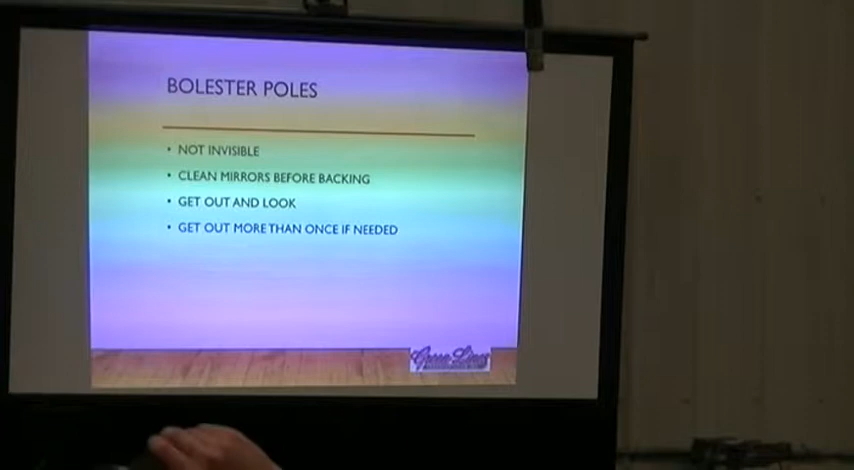 BOLESTER POLES
• NOT INVISIBLE
• CLEAN MIRRORS BEFORE BACKING
• GET OUT AND LOOK
• GET OUT MORE THAN ONCE IF NEEDED